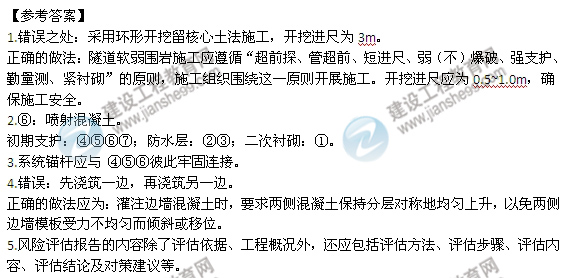 【参考答案】
1.错误之处：采用环形开挖留核心土法施工，开挖进尺为 3m。
正确的做法：隧道软弱围岩施工应遵循“超前探、管超前、短进尺、弱（不）爆破、强支护、
勤量测、紧衬砌”的原则，施工组织围绕这一原则开展施工。开挖进尺应为 0.5~1.0m，确
保施工安全。
2.⑥：喷射混凝土。
初期支护：④⑤⑥⑦；防水层：②③；二次衬砌：①。
3.系统锚杆应与 ④⑤⑥彼此牢固连接。
4.错误：先浇筑一边，再浇筑另一边。
正确的做法应为：灌注边墙混凝土时，要求两侧混凝土保持分层对称地均匀上升，以免两侧
边墙模板受力不均匀而倾斜或移位。
5.风险评估报告的内容除了评估依据、工程概况外，还应包括评估方法、评估步骤、评估内
容、评估结论及对策建议等。
建设工程教育网
www.jianshe99.com